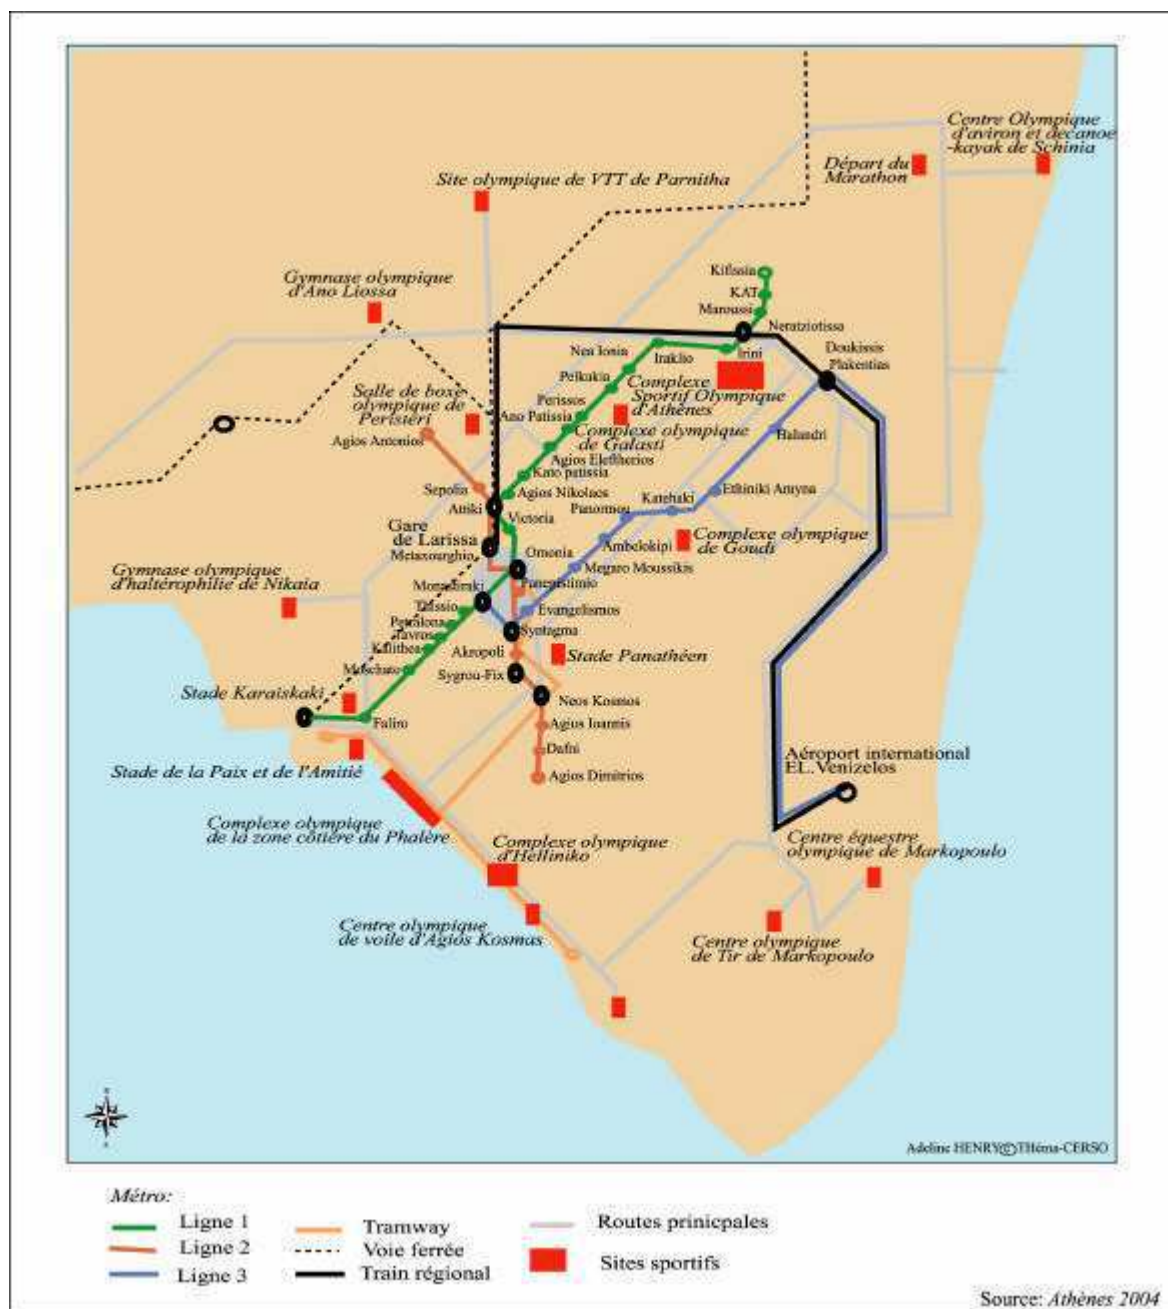 Centre Olympique
d'aviron et decanoe
-kayak de Schinia
Départ du
Marathon
Site olympique de VTT de Parnitha
Gymnase olympique
d'Ano Liossa
Kifissia
KAT
Maroussi
Neratziotissa
Irini
Doukissis
Plakentias
Nea Ionia
Iraklio
Pefkakia
Complexe
Sportif Olympique
d'Athènes
Perissos
Ano Patissia
Salle de boxe
olympique de
Peristéri
Complexe olympique
de Galasti
Halandri
Agios Antonios
Agios Eleftherios
Kato patissia
Sepolia
Agios Nikolaos
Attiki
Victoria
Ethiniki Amyna
Katehaki
Panormou
Gare
de Larissa
Metaxourghio
Omonia
Ambelokipi
Complexe olympique
de Goudi
Megaro Moussikis
Gymnase olympique
d'haltérophilie de Nikaia
Monastiraki
Panepistimio
Thissio
Evangelismos
Petralona
Tavros
Syntagma
Kalithea
Akropoli
Stade Panathéen
Moschato
Sygrou-Fix
Stade Karaiskaki
Neos Kosmos
Faliro
Agios Ioannis
Dafni
Stade de la Paix et de l'Amitié
Agios Dimitrios
Aéroport international
EL. Venizelos
Complexe olympique
de la zone côtière du Phalère
Complexe olympique
d'Helliniko
Centre équestre
olympique de Markopoulo
Centre olympique
de voile d'Agios Kosmas
Centre olympique
de Tir de Markopoulo
Adeline HENRY©THéma-CERSO
Métro:
Ligne 1
Ligne 2
Ligne 3
Tramway
Voie ferrée
Train régional
Routes prinicpales
Sites sportifs
Source: Athènes 2004